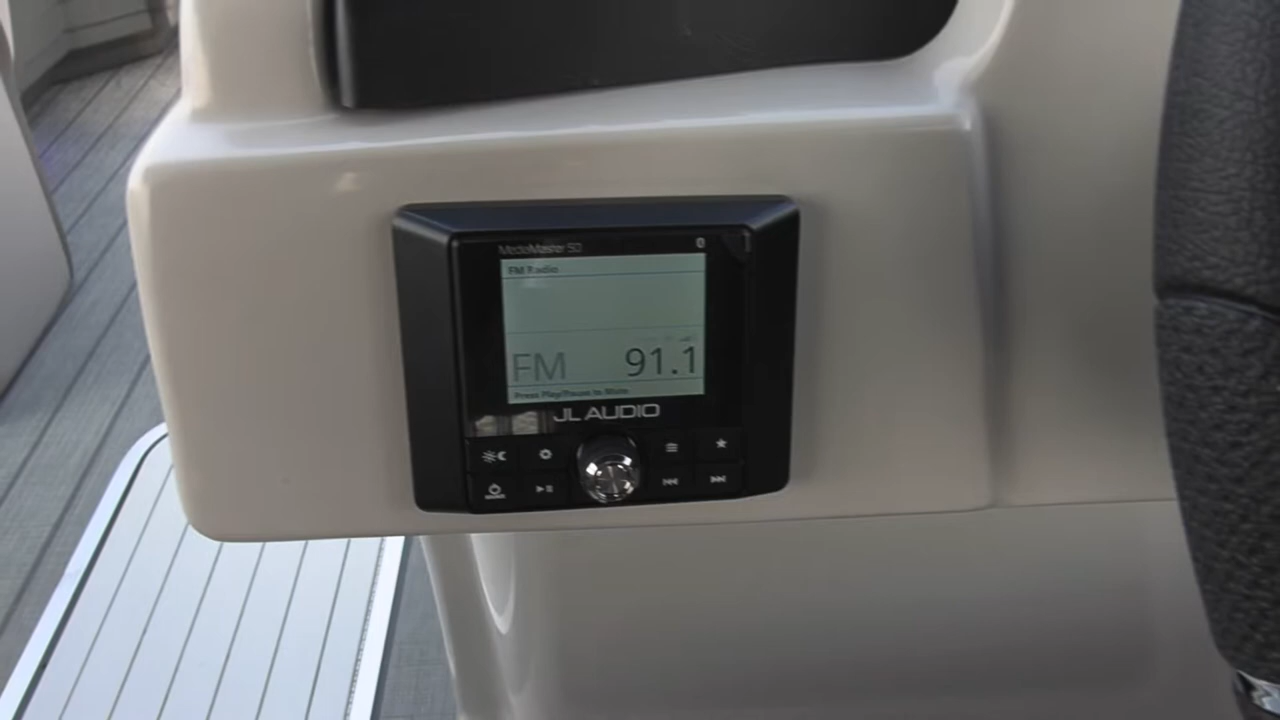 MediaMaster 50
FM Radio
FM 91.1
Press Play/Pause to Mute
JL AUDIO